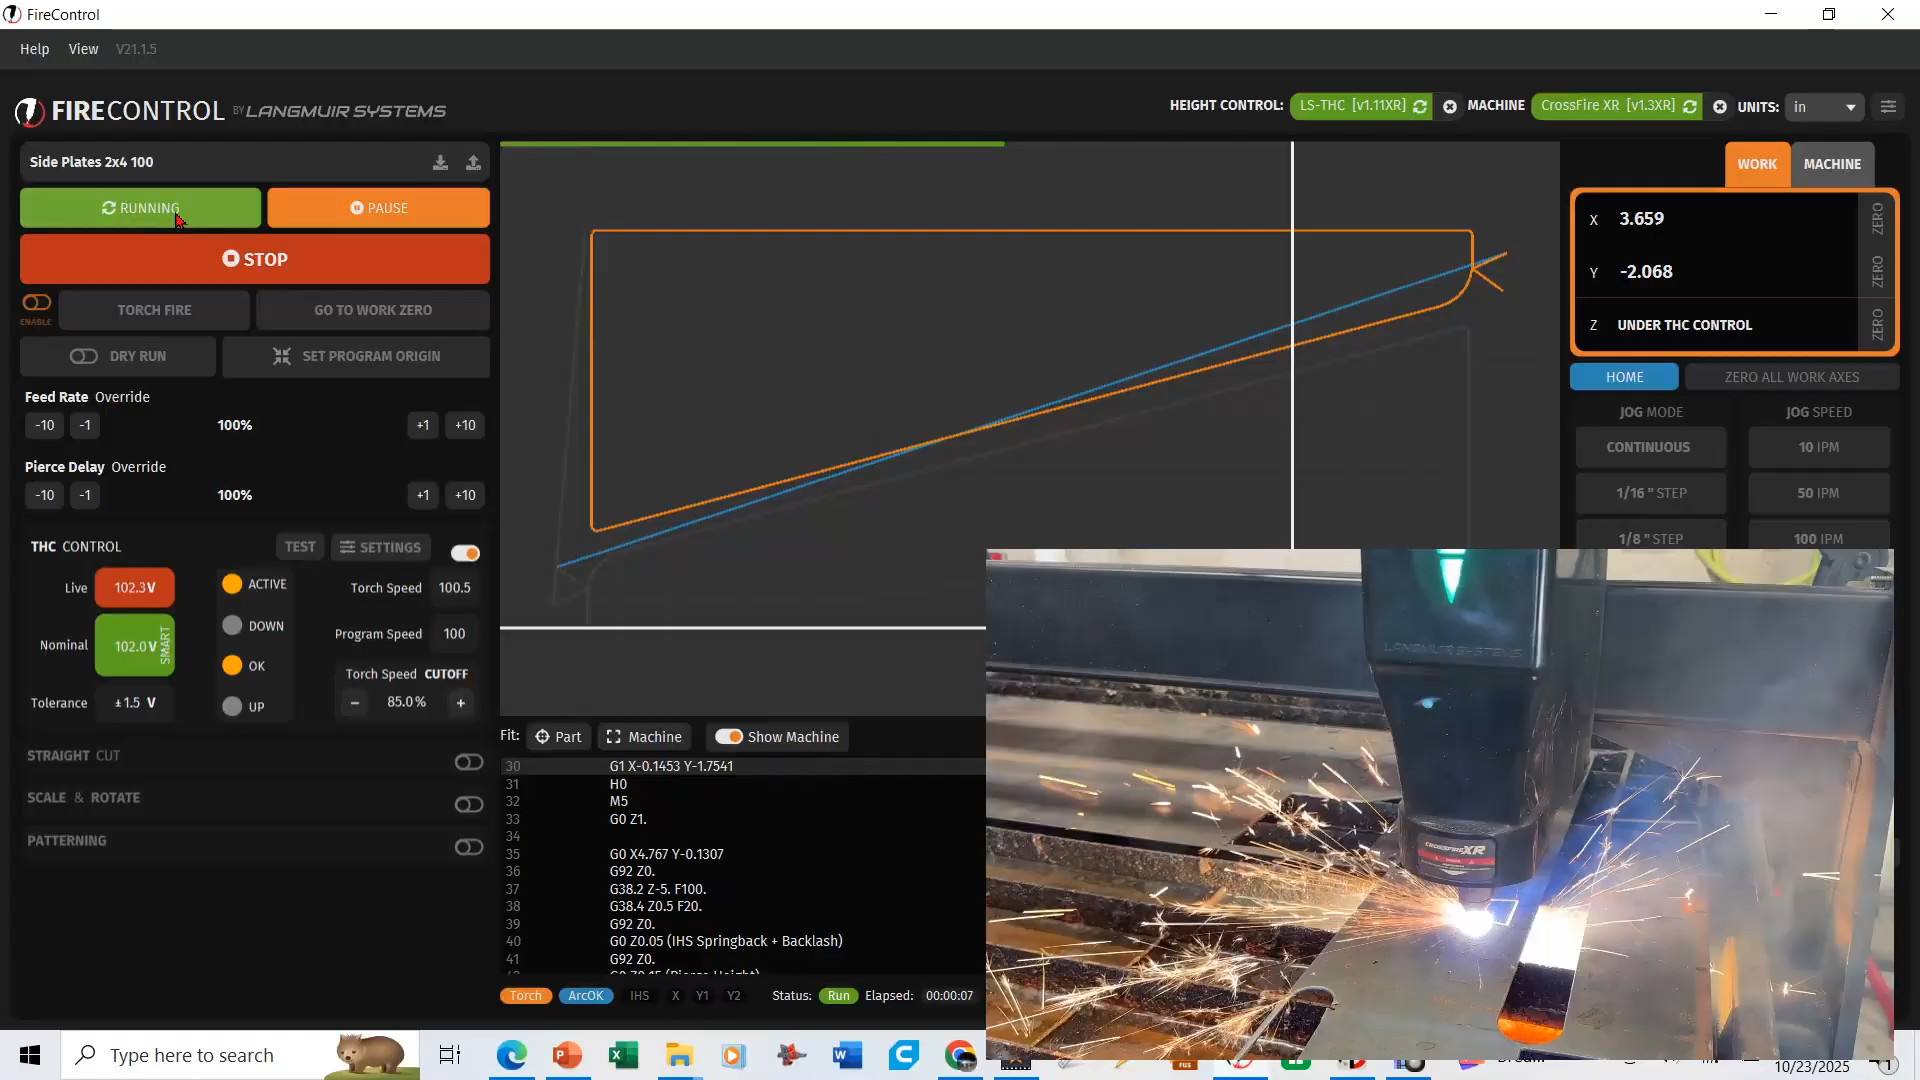 FireControl
Help View V21.1.5
FIRECONTROL BY LANGMUIR SYSTEMS
HEIGHT CONTROL: LS-THC [v1.11XR] MACHINE CrossFire XR [v1.3XR] UNITS: in
Side Plates 2x4 100
RUNNING PAUSE
STOP
ENABLE TORCH FIRE GO TO WORK ZERO
DRY RUN SET PROGRAM ORIGIN
Feed Rate Override
-10 -1 100% +1 +10
Pierce Delay Override
-10 -1 100% +1 +10
THC CONTROL TEST SETTINGS
Live 102.3V ACTIVE Torch Speed 100.5
DOWN
Nominal 102.0V SMART Program Speed 100
OK
Torch Speed CUTOFF
Tolerance ±1.5 V UP - 85.0% +
STRAIGHT CUT
SCALE & ROTATE
PATTERNING
WORK MACHINE
X 3.659 ZERO
Y -2.068 ZERO
Z UNDER THC CONTROL ZERO
HOME ZERO ALL WORK AXES
JOG MODE JOG SPEED
CONTINUOUS 10 IPM
1/16 " STEP 50 IPM
1/8 " STEP 100 IPM
Fit: Part Machine Show Machine
30 G1 X-0.1453 Y-1.7541
31 H0
32 M5
33 G0 Z1.
34
35 G0 X4.767 Y-0.1307
36 G92 Z0.
37 G38.2 Z-5. F100.
38 G38.4 Z0.5 F20.
39 G92 Z0.
40 G0 Z0.05 (IHS Springback + Backlash)
41 G92 Z0.
42 G0 Z0.15 (Pierce Height)
Torch ArcOK IHS X Y1 Y2 Status: Run Elapsed: 00:00:07
LANGMUIR SYSTEMS
CROSSFIRE XR
Type here to search
10/23/2025
1